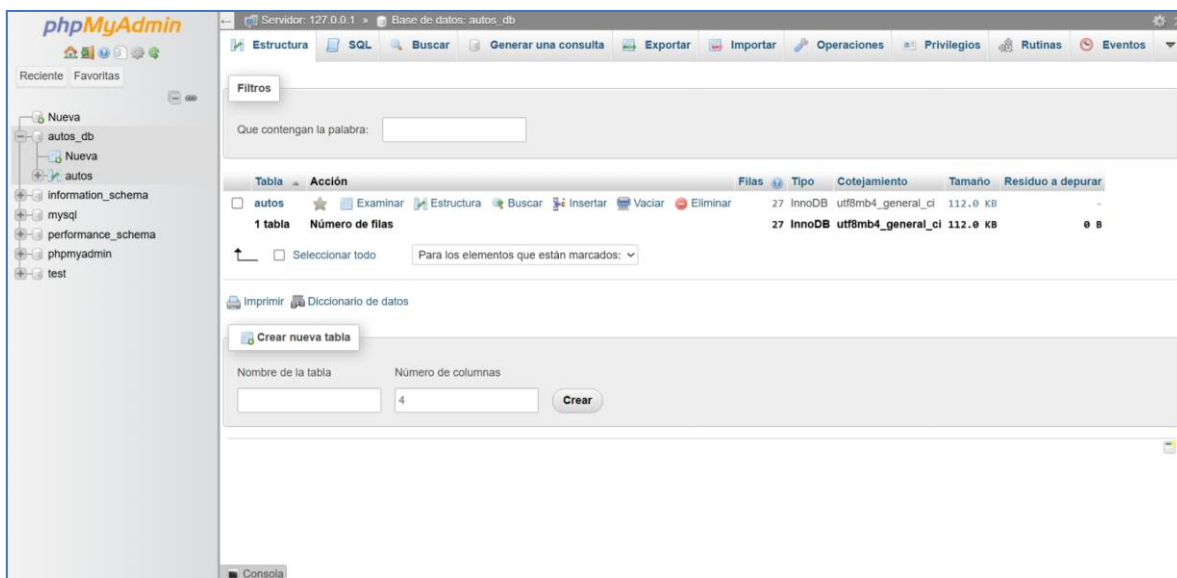 phpMyAdmin
Reciente Favoritas
Nueva
autos_db
Nueva
autos
information_schema
mysql
performance_schema
phpmyadmin
test
Servidor: 127.0.0.1 » Base de datos: autos_db
Estructura SQL Buscar Generar una consulta Exportar Importar Operaciones Privilegios Rutinas Eventos
Filtros
Que contengan la palabra:
Tabla Acción Filas Tipo Cotejamiento Tamaño Residuo a depurar
autos Examinar Estructura Buscar Insertar Vaciar Eliminar 27 InnoDB utf8mb4_general_ci 112.0 KB -
1 tabla Número de filas 27 InnoDB utf8mb4_general_ci 112.0 KB 0 B
Seleccionar todo Para los elementos que están marcados:
Imprimir Diccionario de datos
Crear nueva tabla
Nombre de la tabla Número de columnas
4 Crear
Consola